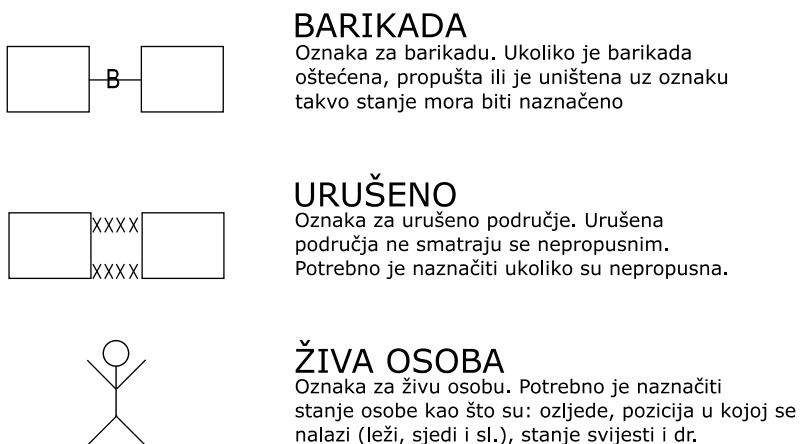 BARIKADA
Oznaka za barikadu. Ukoliko je barikada
oštećena, propušta ili je uništena uz oznaku
takvo stanje mora biti naznačeno
B
URUŠENO
Oznaka za urušeno područje. Urušena
područja ne smatraju se nepropusnim.
Potrebno je naznačiti ukoliko su nepropusna.
XXXX
XXXX
ŽIVA OSOBA
Oznaka za živu osobu. Potrebno je naznačiti
stanje osobe kao što su: ozljede, pozicija u kojoj se
nalazi (leži, sjedi i sl.), stanje svijesti i dr.